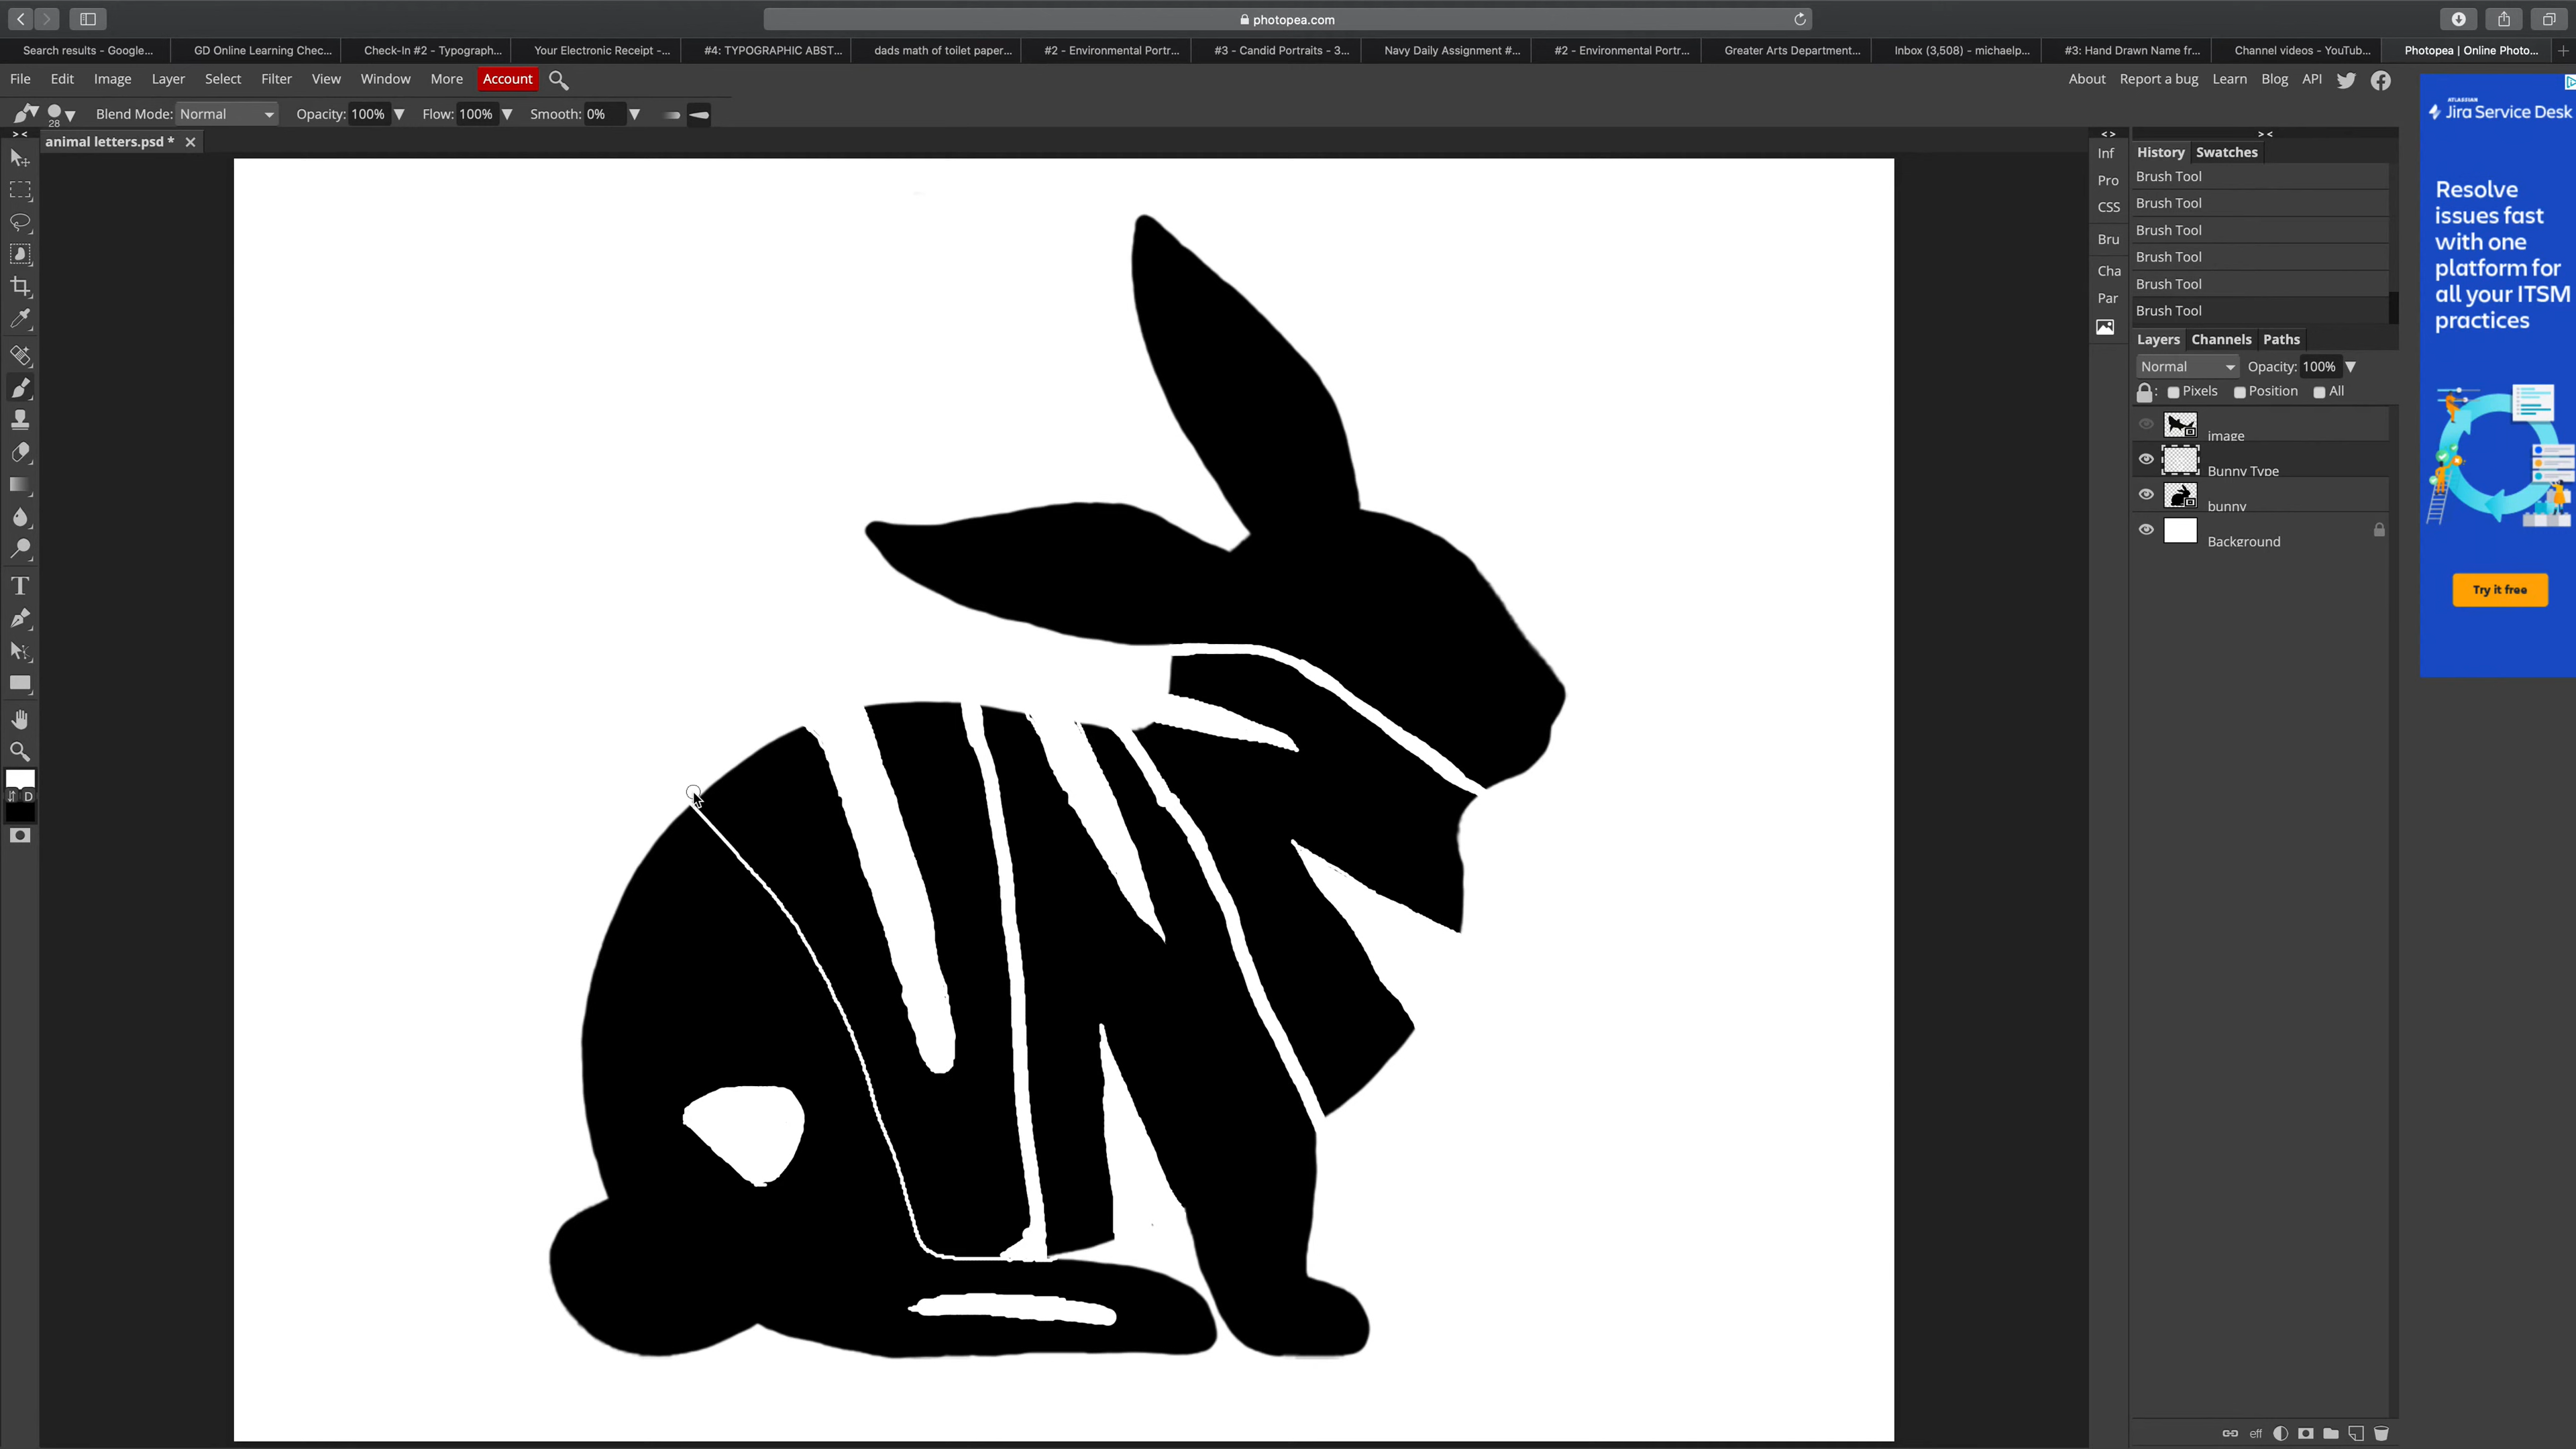 photopea.com
Search results - Google...
GD Online Learning Chec...
Check-In #2 - Typograph...
Your Electronic Receipt -...
#4: TYPOGRAPHIC ABST...
dads math of toilet paper...
#2 - Environmental Portr...
#3 - Candid Portraits - 3...
Navy Daily Assignment #...
#2 - Environmental Portr...
Greater Arts Department...
Inbox (3,508) - michaelp...
#3: Hand Drawn Name fr...
Channel videos - YouTub...
Photopea | Online Photo...
File Edit Image Layer Select Filter View Window More Account
About Report a bug Learn Blog API
28
Blend Mode: Normal Opacity: 100% Flow: 100% Smooth: 0%
animal letters.psd *
Inf
Pro
CSS
Bru
Cha
Par
History Swatches
Brush Tool
Brush Tool
Brush Tool
Brush Tool
Brush Tool
Brush Tool
Layers Channels Paths
Normal Opacity: 100%
Pixels Position All
image
Bunny Type
bunny
Background
D
eff
ATLASSIAN
Jira Service Desk
Resolve
issues fast
with one
platform for
all your ITSM
practices
Try it free